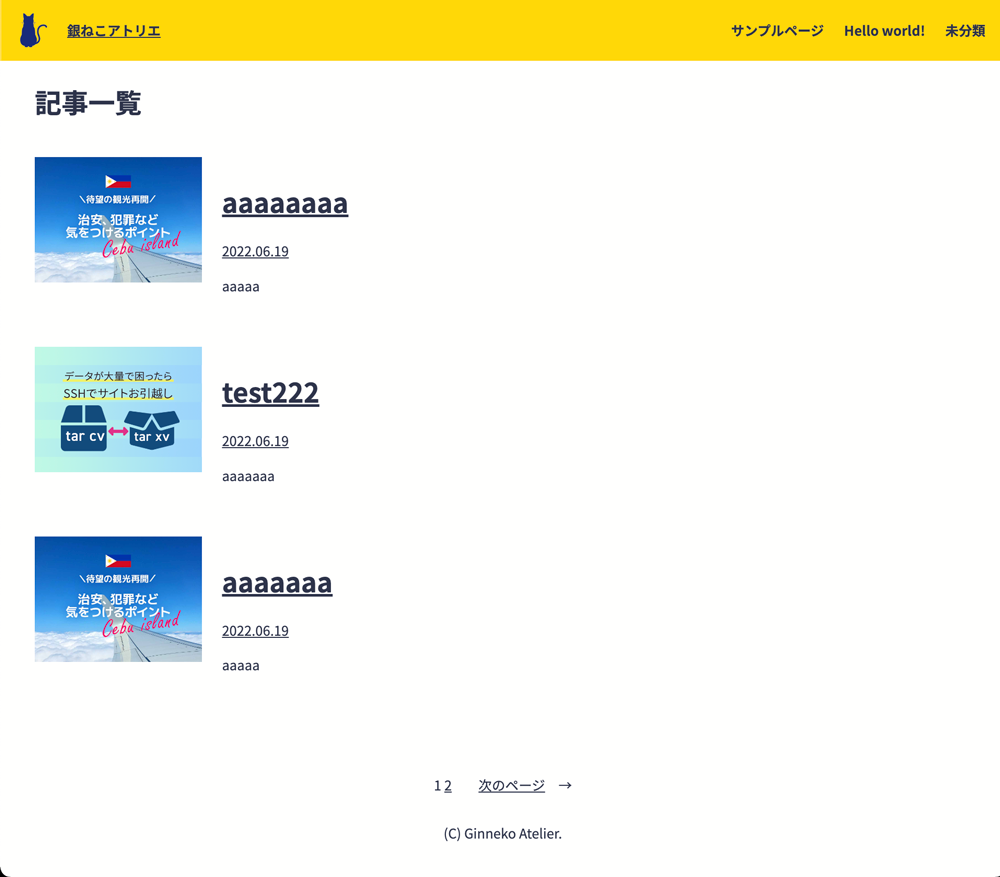 銀ねこアトリエ
サンプルページ Hello world! 未分類
記事一覧
\待望の観光再開/
治安、犯罪など
気をつけるポイント
Cebu island
aaaaaaaa
2022.06.19
aaaaa
データが大量で困ったら
SSHでサイトお引越し
tar cv tar xv
test222
2022.06.19
aaaaaaa
\待望の観光再開/
治安、犯罪など
気をつけるポイント
Cebu island
aaaaaaa
2022.06.19
aaaaa
1 2 次のページ →
(C) Ginneko Atelier.